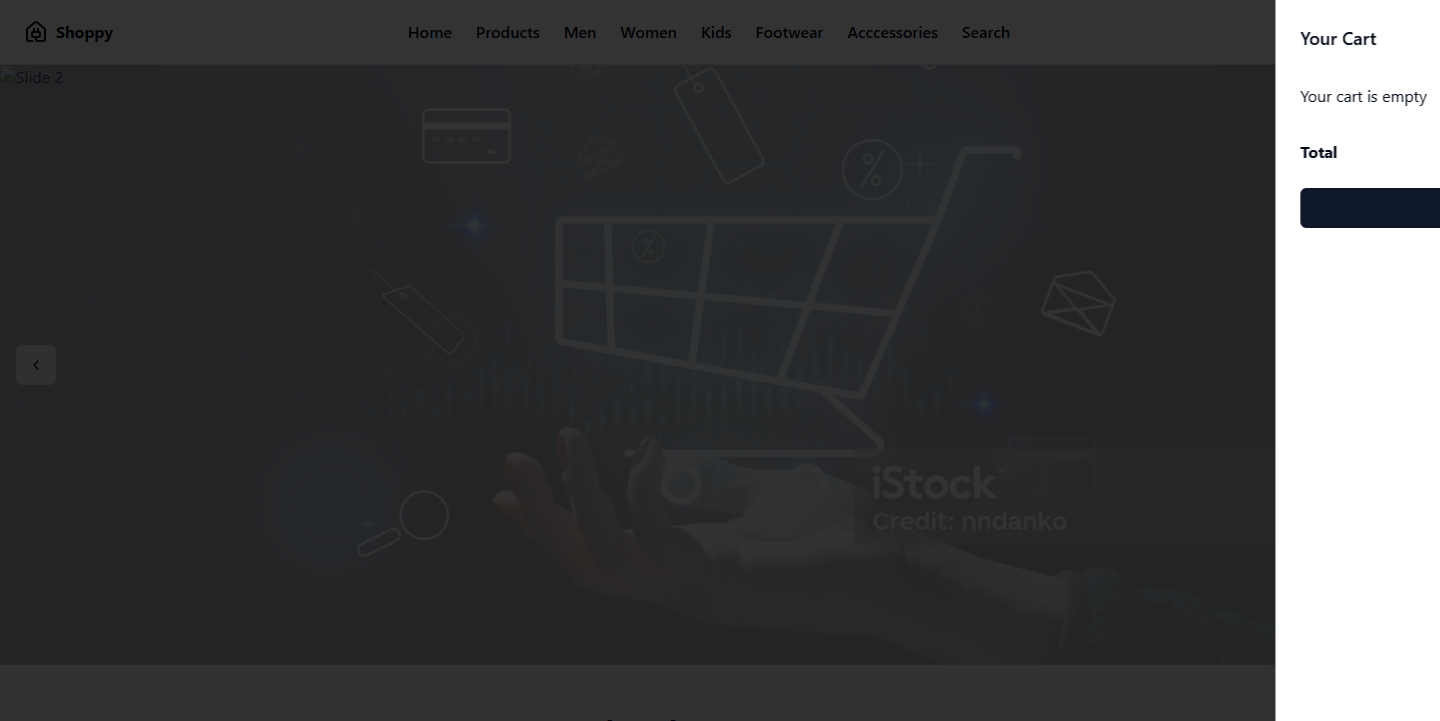 Shoppy
Home Products Men Women Kids Footwear Acccessories Search
Your Cart
Slide 2
Your cart is empty
Total
iStock™
Credit: nndanko